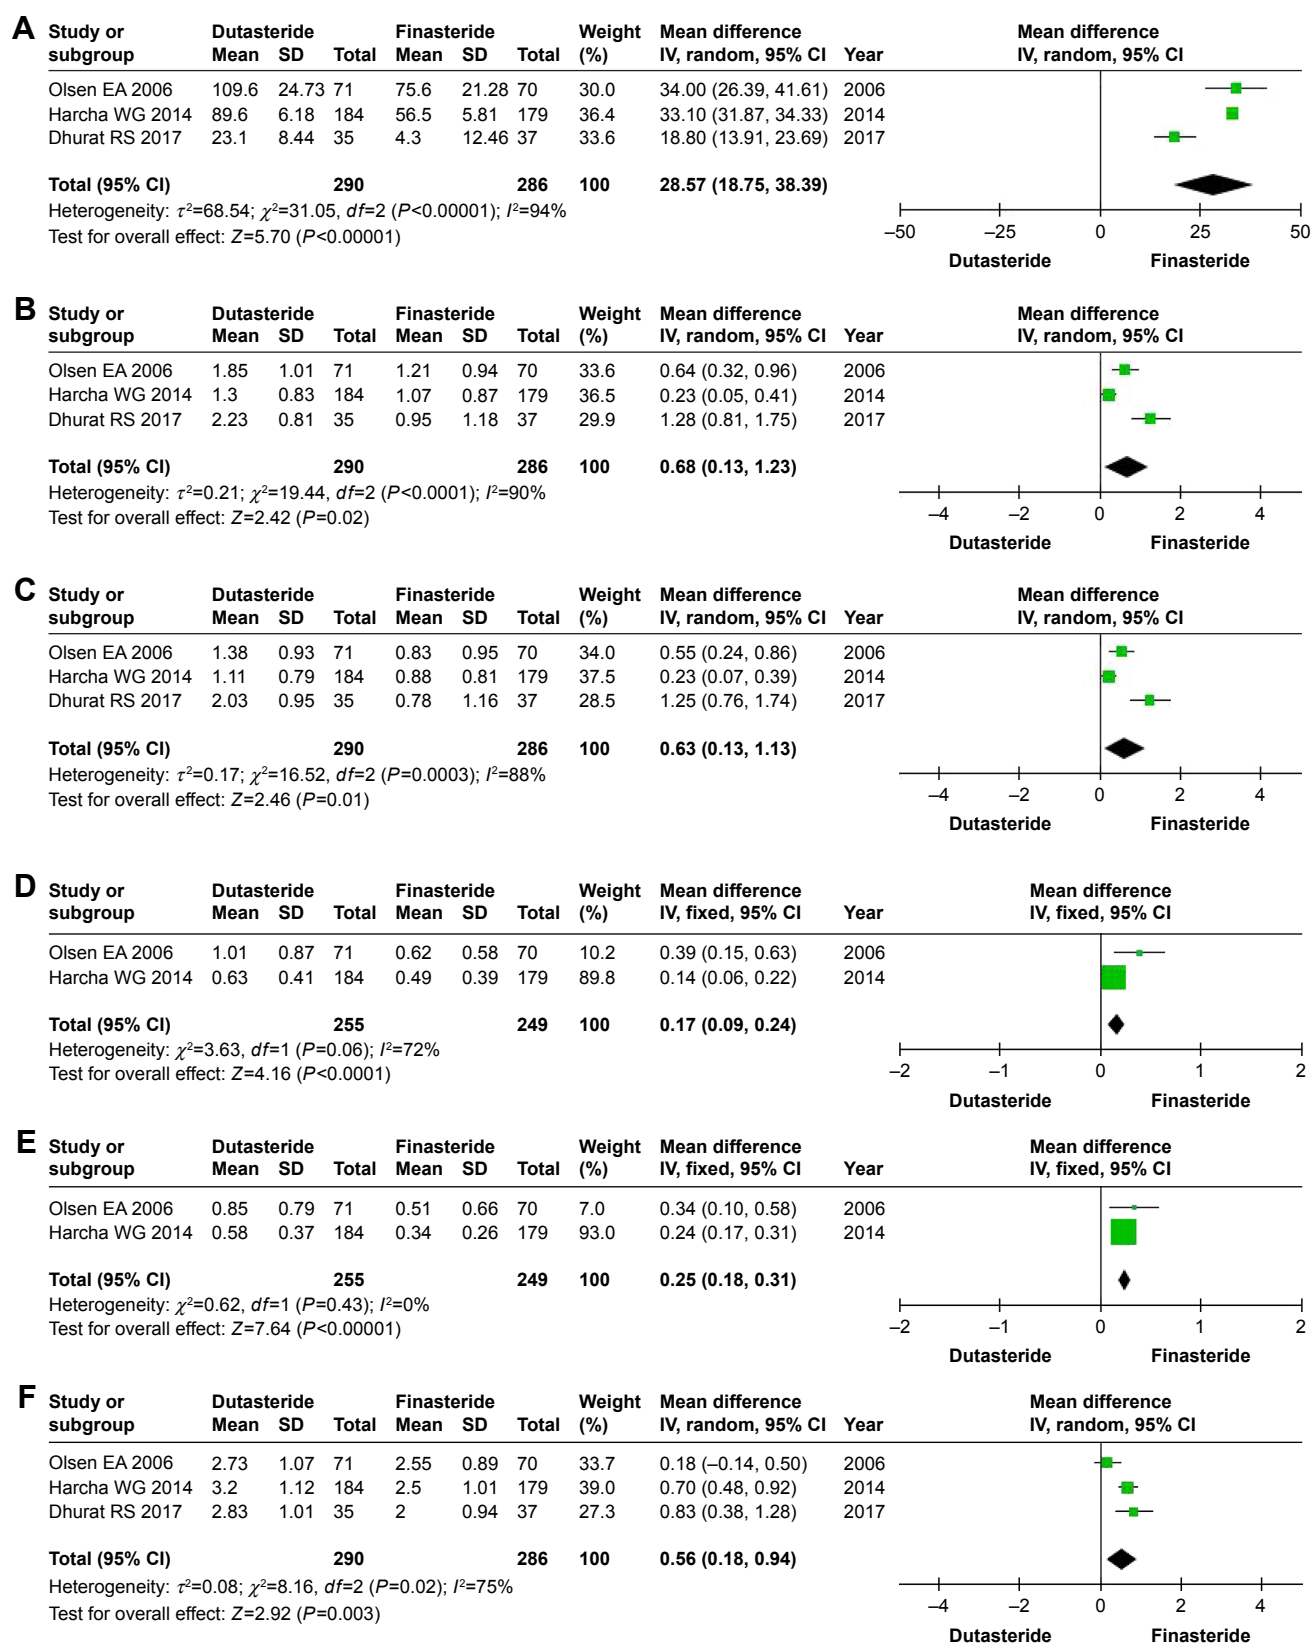 A Study or Dutasteride Finasteride Weight Mean difference Mean difference
subgroup Mean SD Total Mean SD Total (%) IV, random, 95% CI Year IV, random, 95% CI
Olsen EA 2006 109.6 24.73 71 75.6 21.28 70 30.0 34.00 (26.39, 41.61) 2006
Harcha WG 2014 89.6 6.18 184 56.5 5.81 179 36.4 33.10 (31.87, 34.33) 2014
Dhurat RS 2017 23.1 8.44 35 4.3 12.46 37 33.6 18.80 (13.91, 23.69) 2017
Total (95% CI) 290 286 100 28.57 (18.75, 38.39)
Heterogeneity: τ²=68.54; χ²=31.05, df=2 (P<0.00001); I²=94%
Test for overall effect: Z=5.70 (P<0.00001)
–50 –25 0 25 50
Dutasteride Finasteride
B Study or Dutasteride Finasteride Weight Mean difference Mean difference
subgroup Mean SD Total Mean SD Total (%) IV, random, 95% CI Year IV, random, 95% CI
Olsen EA 2006 1.85 1.01 71 1.21 0.94 70 33.6 0.64 (0.32, 0.96) 2006
Harcha WG 2014 1.3 0.83 184 1.07 0.87 179 36.5 0.23 (0.05, 0.41) 2014
Dhurat RS 2017 2.23 0.81 35 0.95 1.18 37 29.9 1.28 (0.81, 1.75) 2017
Total (95% CI) 290 286 100 0.68 (0.13, 1.23)
Heterogeneity: τ²=0.21; χ²=19.44, df=2 (P<0.0001); I²=90%
Test for overall effect: Z=2.42 (P=0.02)
–4 –2 0 2 4
Dutasteride Finasteride
C Study or Dutasteride Finasteride Weight Mean difference Mean difference
subgroup Mean SD Total Mean SD Total (%) IV, random, 95% CI Year IV, random, 95% CI
Olsen EA 2006 1.38 0.93 71 0.83 0.95 70 34.0 0.55 (0.24, 0.86) 2006
Harcha WG 2014 1.11 0.79 184 0.88 0.81 179 37.5 0.23 (0.07, 0.39) 2014
Dhurat RS 2017 2.03 0.95 35 0.78 1.16 37 28.5 1.25 (0.76, 1.74) 2017
Total (95% CI) 290 286 100 0.63 (0.13, 1.13)
Heterogeneity: τ²=0.17; χ²=16.52, df=2 (P=0.0003); I²=88%
Test for overall effect: Z=2.46 (P=0.01)
–4 –2 0 2 4
Dutasteride Finasteride
D Study or Dutasteride Finasteride Weight Mean difference Mean difference
subgroup Mean SD Total Mean SD Total (%) IV, fixed, 95% CI Year IV, fixed, 95% CI
Olsen EA 2006 1.01 0.87 71 0.62 0.58 70 10.2 0.39 (0.15, 0.63) 2006
Harcha WG 2014 0.63 0.41 184 0.49 0.39 179 89.8 0.14 (0.06, 0.22) 2014
Total (95% CI) 255 249 100 0.17 (0.09, 0.24)
Heterogeneity: χ²=3.63, df=1 (P=0.06); I²=72%
Test for overall effect: Z=4.16 (P<0.0001)
–2 –1 0 1 2
Dutasteride Finasteride
E Study or Dutasteride Finasteride Weight Mean difference Mean difference
subgroup Mean SD Total Mean SD Total (%) IV, fixed, 95% CI Year IV, fixed, 95% CI
Olsen EA 2006 0.85 0.79 71 0.51 0.66 70 7.0 0.34 (0.10, 0.58) 2006
Harcha WG 2014 0.58 0.37 184 0.34 0.26 179 93.0 0.24 (0.17, 0.31) 2014
Total (95% CI) 255 249 100 0.25 (0.18, 0.31)
Heterogeneity: χ²=0.62, df=1 (P=0.43); I²=0%
Test for overall effect: Z=7.64 (P<0.00001)
–2 –1 0 1 2
Dutasteride Finasteride
F Study or Dutasteride Finasteride Weight Mean difference Mean difference
subgroup Mean SD Total Mean SD Total (%) IV, random, 95% CI Year IV, random, 95% CI
Olsen EA 2006 2.73 1.07 71 2.55 0.89 70 33.7 0.18 (–0.14, 0.50) 2006
Harcha WG 2014 3.2 1.12 184 2.5 1.01 179 39.0 0.70 (0.48, 0.92) 2014
Dhurat RS 2017 2.83 1.01 35 2 0.94 37 27.3 0.83 (0.38, 1.28) 2017
Total (95% CI) 290 286 100 0.56 (0.18, 0.94)
Heterogeneity: τ²=0.08; χ²=8.16, df=2 (P=0.02); I²=75%
Test for overall effect: Z=2.92 (P=0.003)
–4 –2 0 2 4
Dutasteride Finasteride